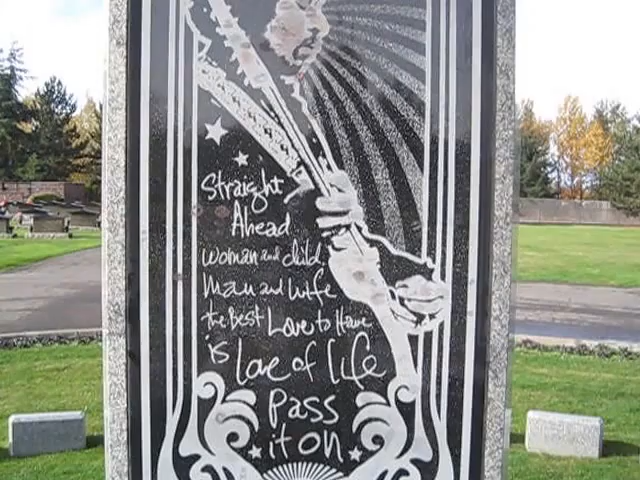 Straight
Ahead
woman and child
Man and Wife
the Best Love to Have
is Love of Life
Pass
it on